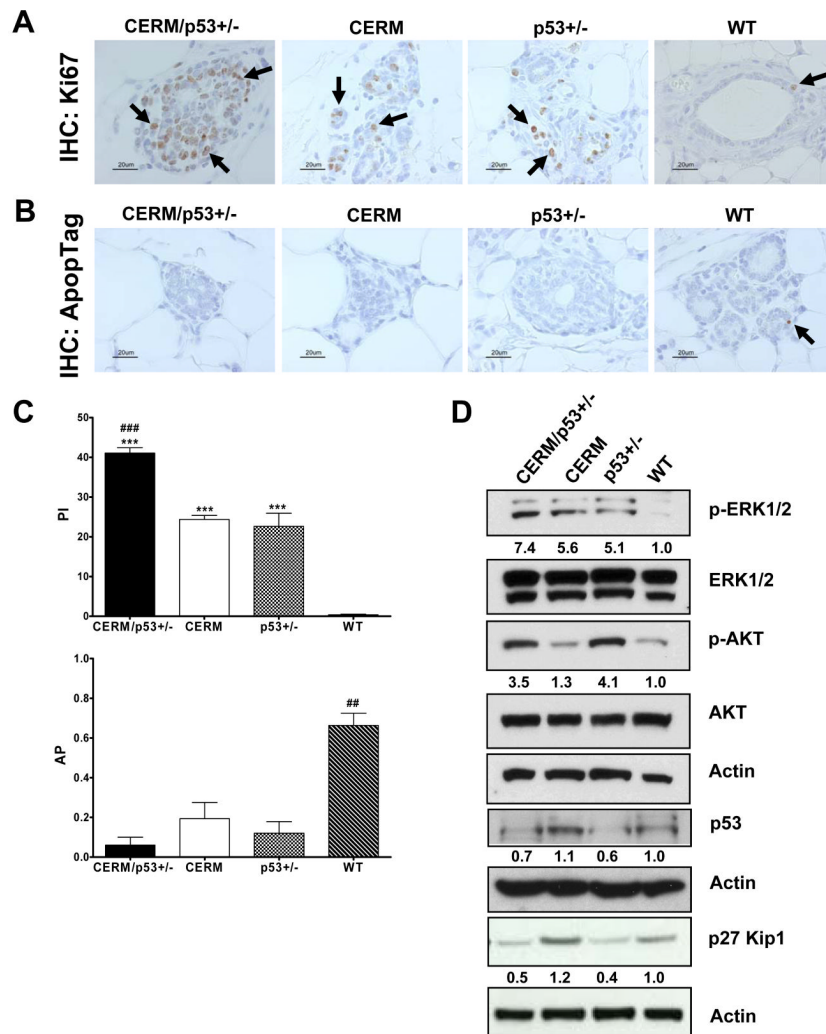 A
CERM/p53+/-
CERM
p53+/-
WT
IHC: Ki67
20um
20um
20um
20um
B
CERM/p53+/-
CERM
p53+/-
WT
IHC: ApopTag
20um
20um
20um
20um
C
50
40
30
20
10
0
PI
###
***
***
***
CERM/p53+/-
CERM
p53+/-
WT
1.0
0.8
0.6
0.4
0.2
0.0
AP
##
CERM/p53+/-
CERM
p53+/-
WT
D
CERM/p53+/-
CERM
p53+/-
WT
p-ERK1/2
7.4 5.6 5.1 1.0
ERK1/2
p-AKT
3.5 1.3 4.1 1.0
AKT
Actin
p53
0.7 1.1 0.6 1.0
Actin
p27 Kip1
0.5 1.2 0.4 1.0
Actin